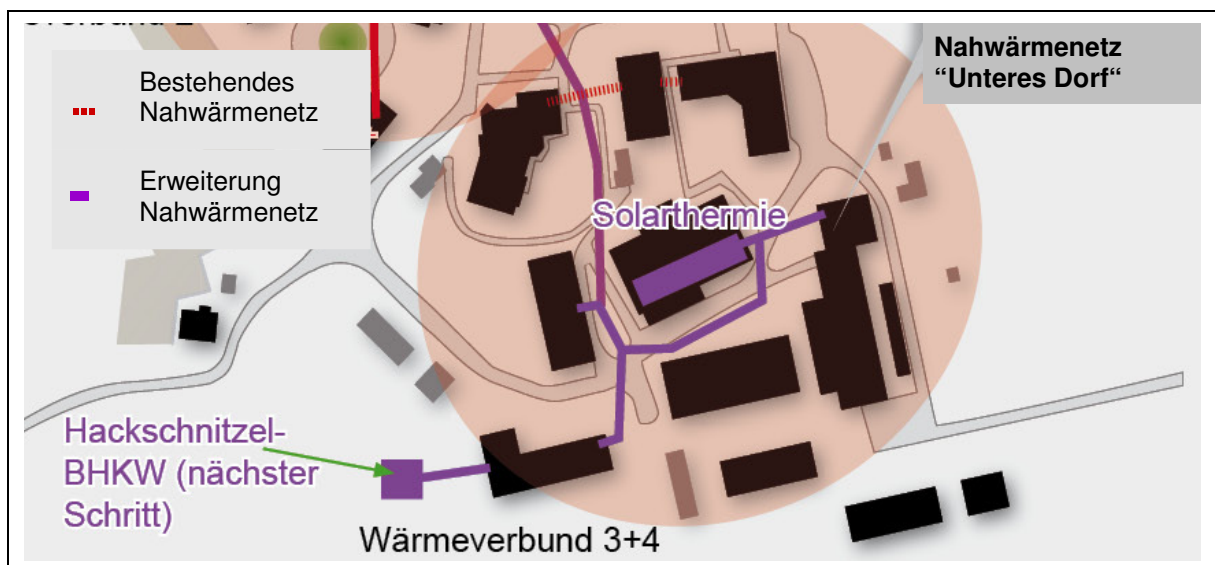 Bestehendes
Nahwärmenetz
Erweiterung
Nahwärmenetz
Nahwärmenetz
“Unteres Dorf“
Solarthermie
Hackschnitzel-
BHKW (nächster
Schritt)
Wärmeverbund 3+4